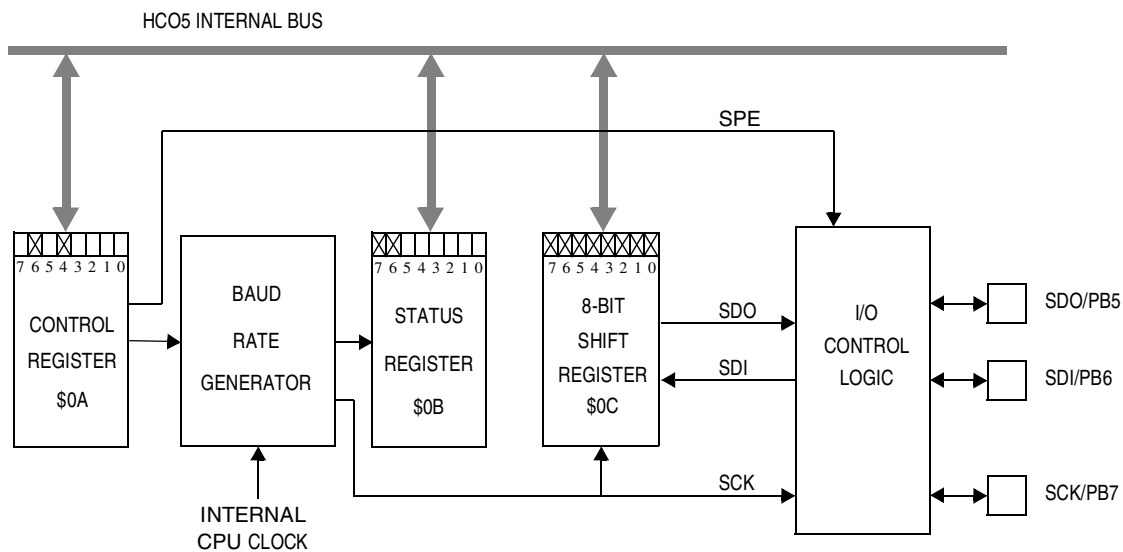 HCO5 INTERNAL BUS
SPE
7 6 5 4 3 2 1 0
CONTROL
REGISTER
$0A
BAUD
RATE
GENERATOR
7 6 5 4 3 2 1 0
STATUS
REGISTER
$0B
7 6 5 4 3 2 1 0
8-BIT
SHIFT
REGISTER
$0C
SDO
SDI
SCK
I/O
CONTROL
LOGIC
SDO/PB5
SDI/PB6
SCK/PB7
INTERNAL
CPU CLOCK